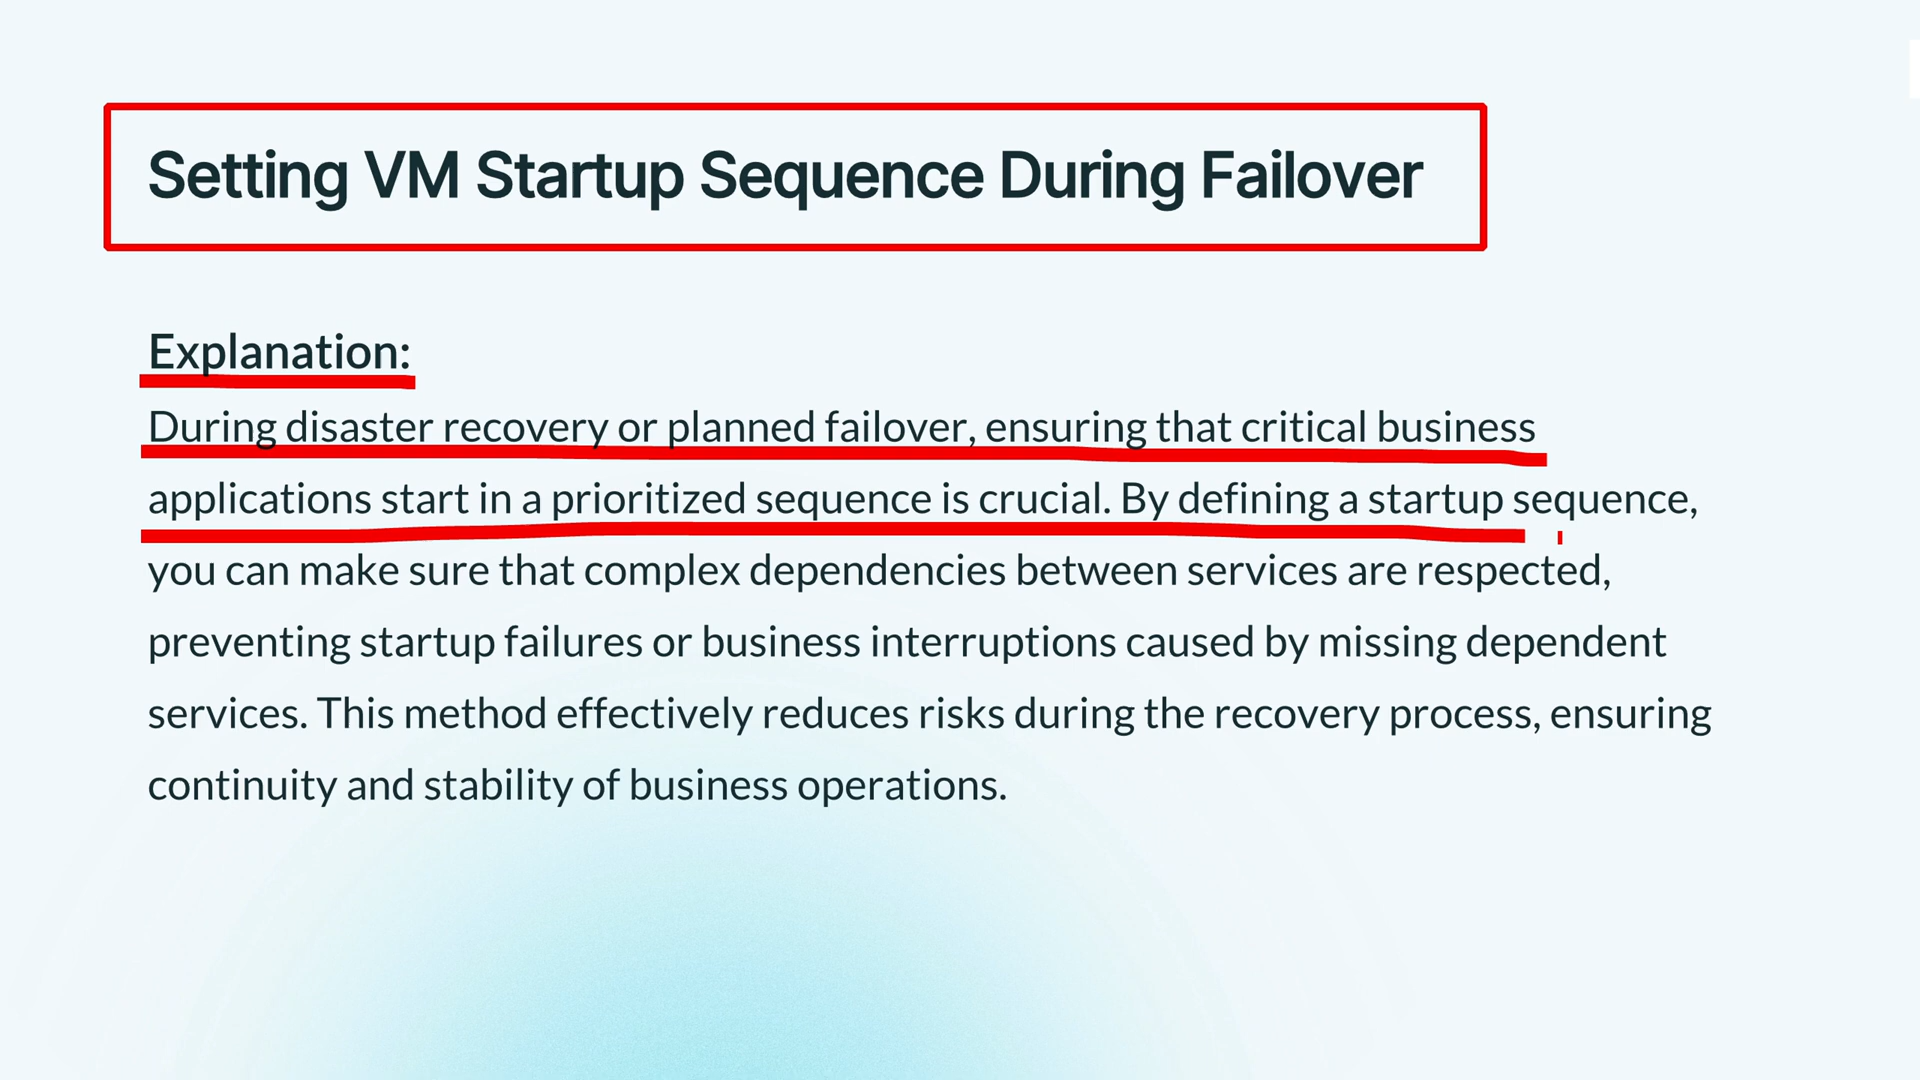 Setting VM Startup Sequence During Failover
Explanation:
During disaster recovery or planned failover, ensuring that critical business
applications start in a prioritized sequence is crucial. By defining a startup sequence,
you can make sure that complex dependencies between services are respected,
preventing startup failures or business interruptions caused by missing dependent
services. This method effectively reduces risks during the recovery process, ensuring
continuity and stability of business operations.